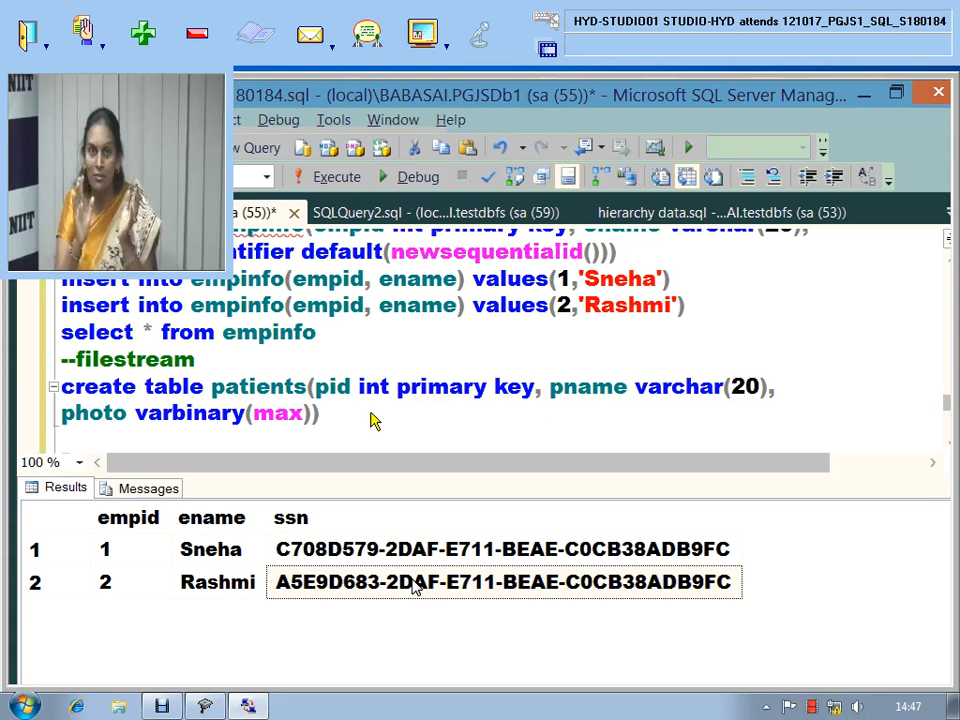 HYD-STUDIO01 STUDIO-HYD attends 121017_PGJS1_SQL_S180184
NIIT
NIIT
80184.sql - (local)\BABASAI.PGJSDb1 (sa (55))* - Microsoft SQL Server Manag...
ct Debug Tools Window Help
w Query
Execute Debug
a (55))* SQLQuery2.sql - (loc...I.testdbfs (sa (59)) hierarchy data.sql -...AI.testdbfs (sa (53))
ntifier default(newsequentialid()))
insert into empinfo(empid, ename) values(1,'Sneha')
insert into empinfo(empid, ename) values(2,'Rashmi')
select * from empinfo
--filestream
create table patients(pid int primary key, pname varchar(20),
photo varbinary(max))
100 %
Results Messages
empid ename ssn
1 1 Sneha C708D579-2DAF-E711-BEAE-C0CB38ADB9FC
2 2 Rashmi A5E9D683-2DAF-E711-BEAE-C0CB38ADB9FC
14:47